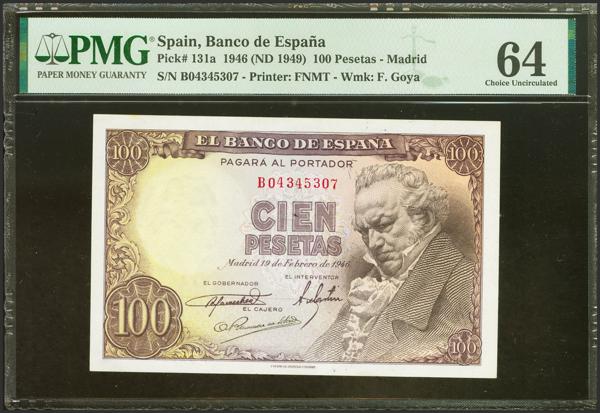 PMG
PAPER MONEY GUARANTY
Spain, Banco de España
Pick# 131a 1946 (ND 1949) 100 Pesetas - Madrid
S/N B04345307 - Printer: FNMT - Wmk: F. Goya
64
Choice Uncirculated
EL BANCO DE ESPAÑA
100
100
PAGARÁ AL PORTADOR
B04345307
CIEN
PESETAS
Madrid 19 de Febrero de 1946
EL INTERVENTOR
EL GOBERNADOR
EL CAJERO
100
100